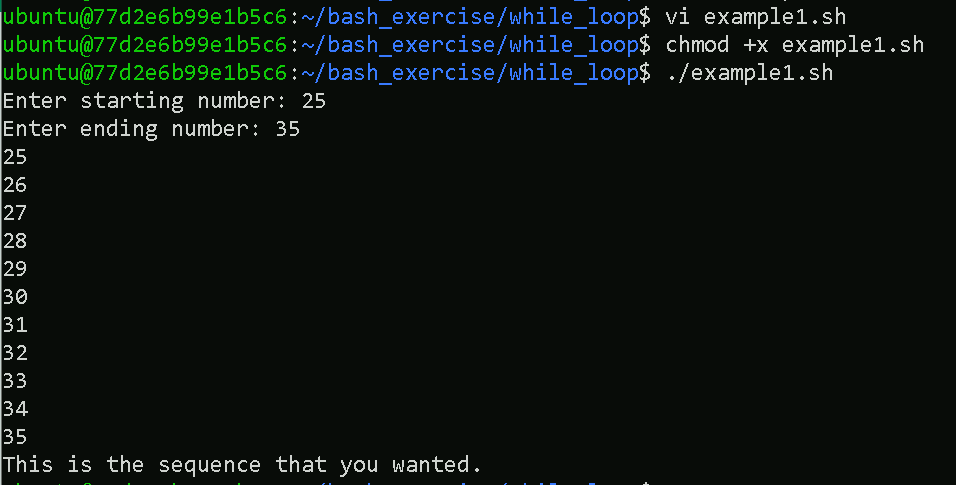 ubuntu@77d2e6b99e1b5c6:~/bash_exercise/while_loop$ vi example1.sh
ubuntu@77d2e6b99e1b5c6:~/bash_exercise/while_loop$ chmod +x example1.sh
ubuntu@77d2e6b99e1b5c6:~/bash_exercise/while_loop$ ./example1.sh
Enter starting number: 25
Enter ending number: 35
25
26
27
28
29
30
31
32
33
34
35
This is the sequence that you wanted.